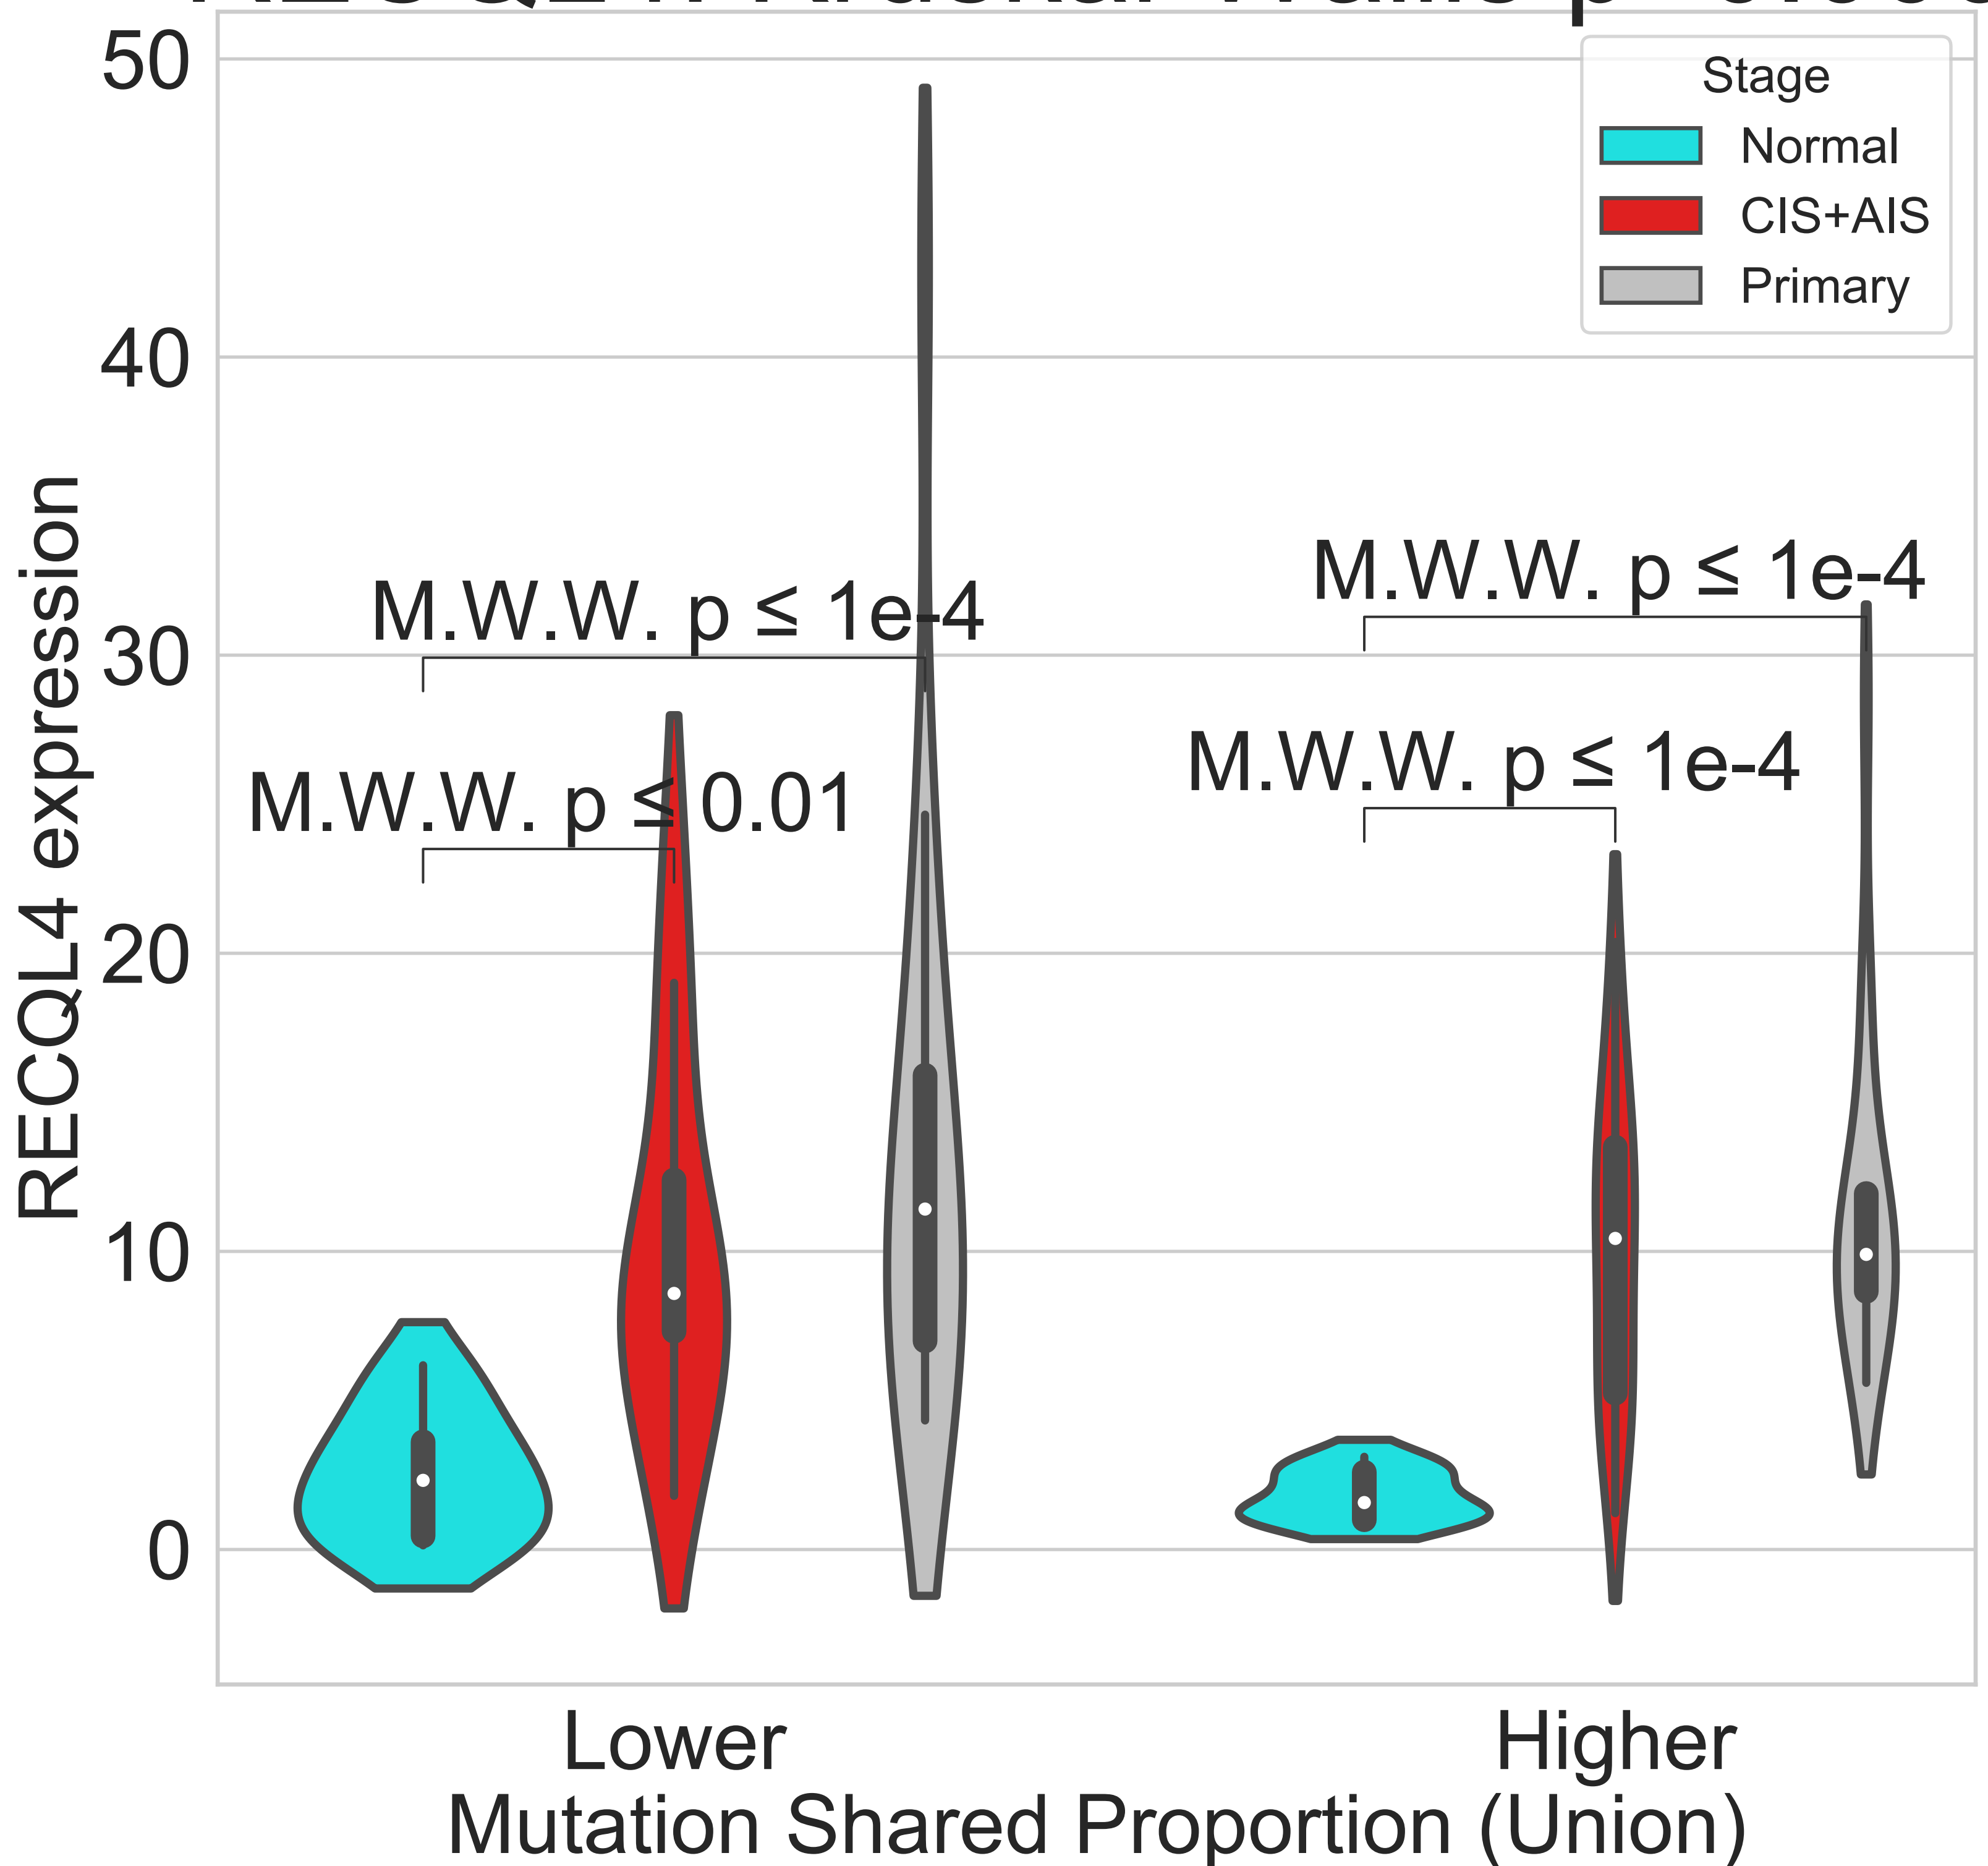 50
Stage
Normal
CIS+AIS
Primary
40
M.W.W. p ≤ 1e-4
M.W.W. p ≤ 1e-4
30
M.W.W. p ≤ 1e-4
M.W.W. p ≤ 0.01
20
10
0
RECQL4 expression
Lower
Higher
Mutation Shared Proportion (Union)